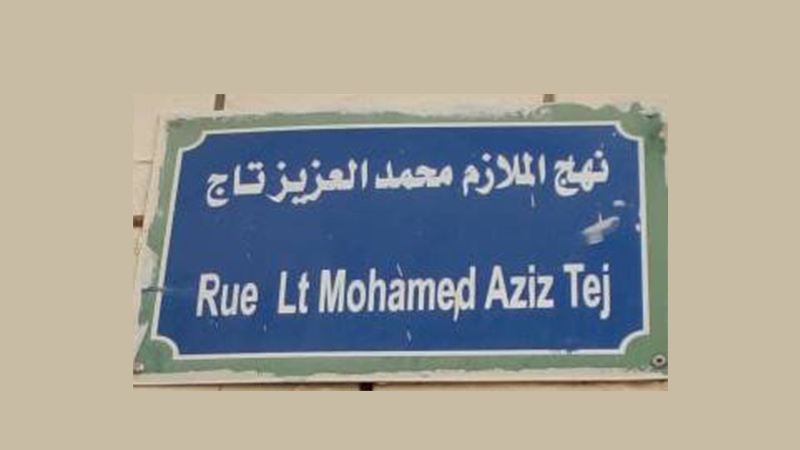 نهج الملازم محمد العزيز تاج
Rue Lt Mohamed Aziz Tej